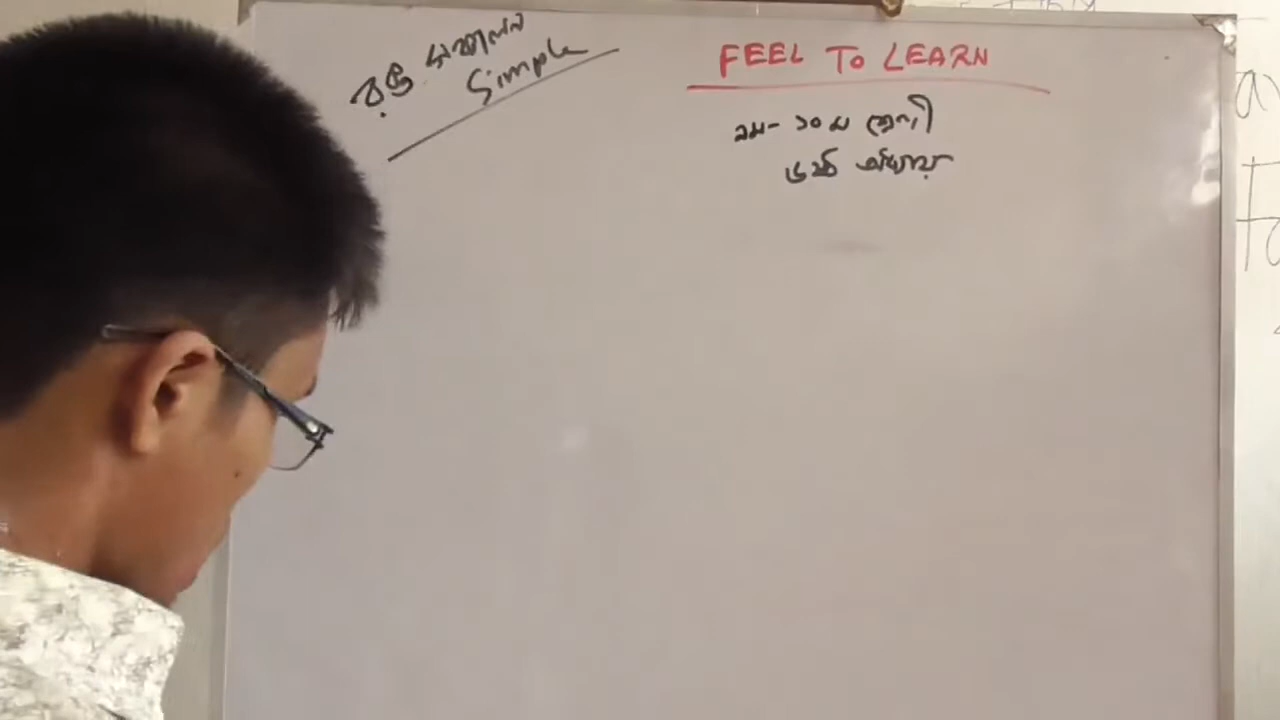 রক্ত সঞ্চালন
Simple
FEEL TO LEARN
৯ম- ১০ম শ্রেণী
৬ষ্ঠ অধ্যায়